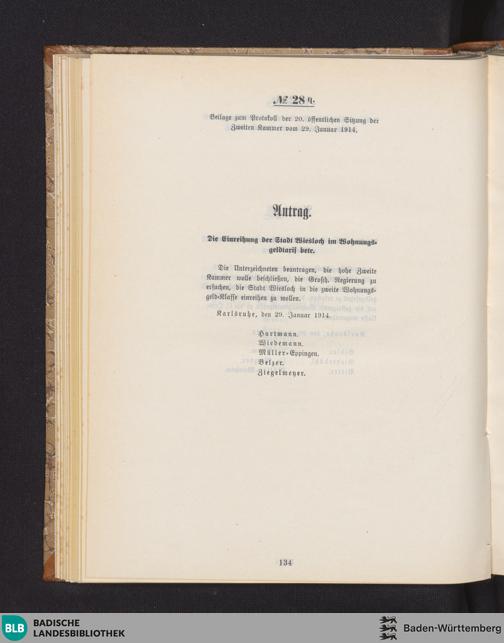 № 28q.
Beilage zum Protokoll der 20. öffentlichen Sitzung der
Zweiten Kammer vom 29. Januar 1914.
Antrag.
Die Einreihung der Stadt Wiesloch im Wohnungs-
geldtarif betr.
Die Unterzeichneten beantragen, die hohe Zweite
Kammer wolle beschließen, die Großh. Regierung zu
ersuchen, die Stadt Wiesloch in die zweite Wohnungs-
geld-Klasse einreihen zu wollen.
Karlsruhe, den 29. Januar 1914.
Hartmann.
Wiedemann.
Müller-Eppingen.
Belzer.
Ziegelmeyer.
134
BLB BADISCHE
LANDESBIBLIOTHEK
Baden-Württemberg